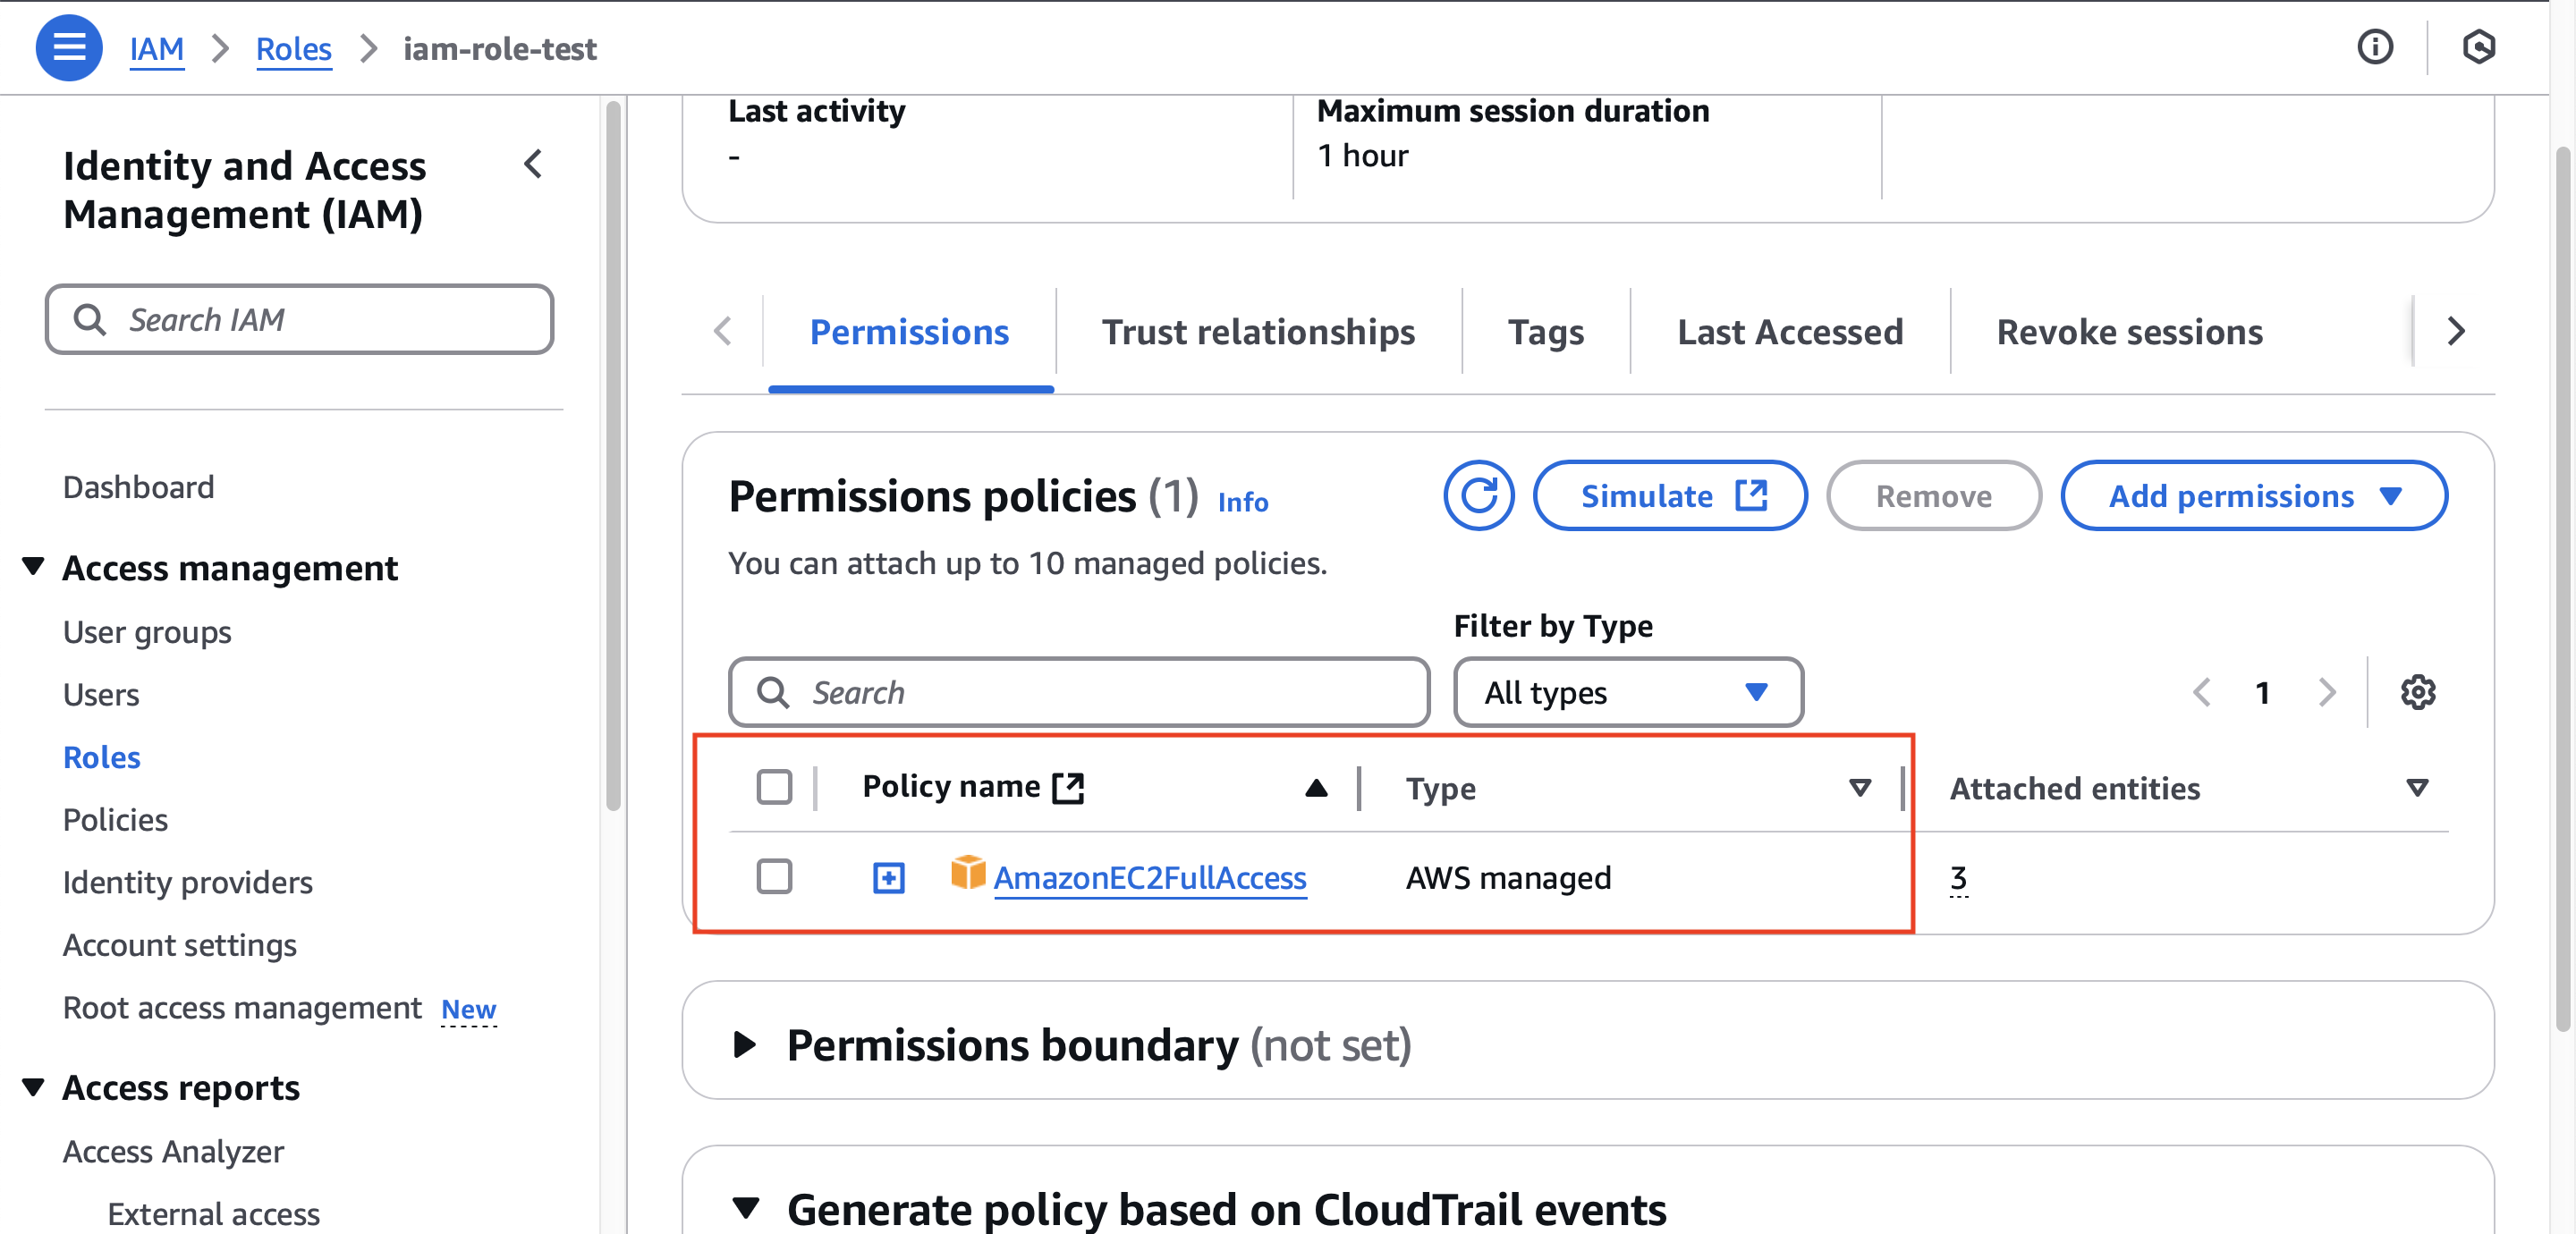 IAM > Roles > iam-role-test
Identity and Access
Management (IAM)
Search IAM
Dashboard
Access management
User groups
Users
Roles
Policies
Identity providers
Account settings
Root access management New
Access reports
Access Analyzer
External access
Last activity
-
Maximum session duration
1 hour
Permissions
Trust relationships
Tags
Last Accessed
Revoke sessions
Permissions policies (1) Info
Simulate
Remove
Add permissions
You can attach up to 10 managed policies.
Filter by Type
Search
All types
1
Policy name
Type
Attached entities
AmazonEC2FullAccess
AWS managed
3
Permissions boundary (not set)
Generate policy based on CloudTrail events